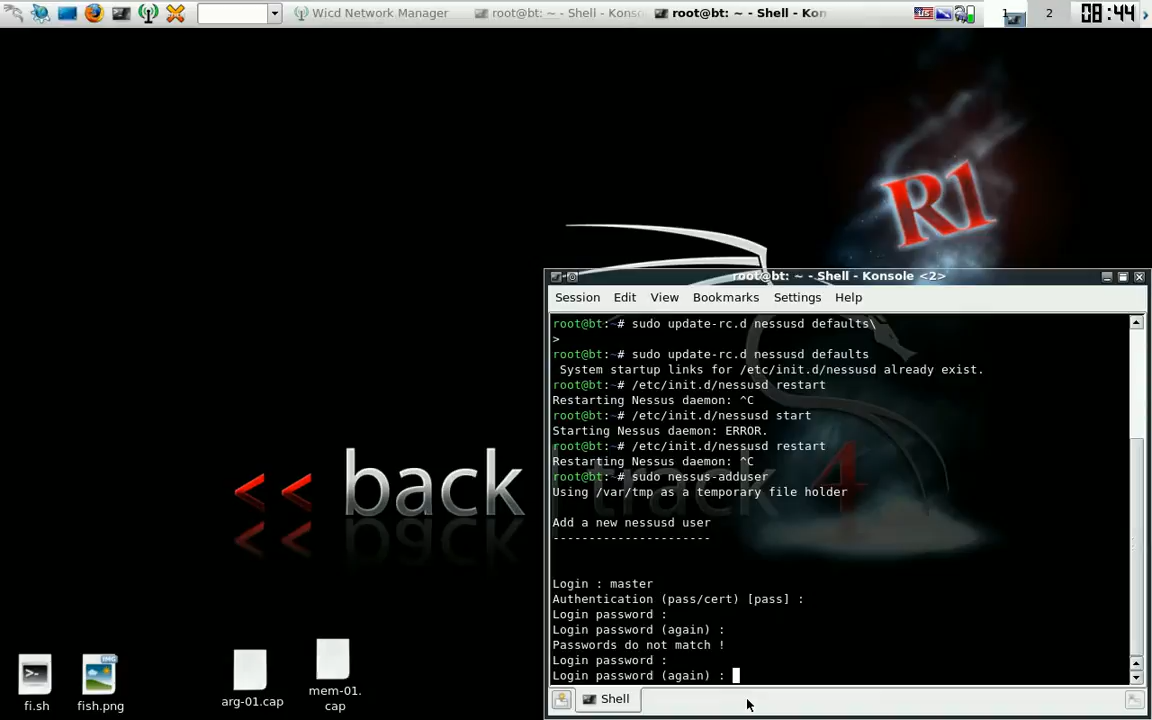 Wicd Network Manager
root@bt: ~ - Shell - Konso
root@bt: ~ - Shell - Kon
1
2
08:44
R1
root@bt: ~ - Shell - Konsole <2>
Session Edit View Bookmarks Settings Help
root@bt:~# sudo update-rc.d nessusd defaults\
>
root@bt:~# sudo update-rc.d nessusd defaults
System startup links for /etc/init.d/nessusd already exist.
root@bt:~# /etc/init.d/nessusd restart
Restarting Nessus daemon: ^C
root@bt:~# /etc/init.d/nessusd start
Starting Nessus daemon: ERROR.
root@bt:~# /etc/init.d/nessusd restart
Restarting Nessus daemon: ^C
root@bt:~# sudo nessus-adduser
Using /var/tmp as a temporary file holder
Add a new nessusd user
----------------------
Login : master
Authentication (pass/cert) [pass] :
Login password :
Login password (again) :
Passwords do not match !
Login password :
Login password (again) :
Shell
<< back | track 4
fi.sh
fish.png
arg-01.cap
mem-01.
cap